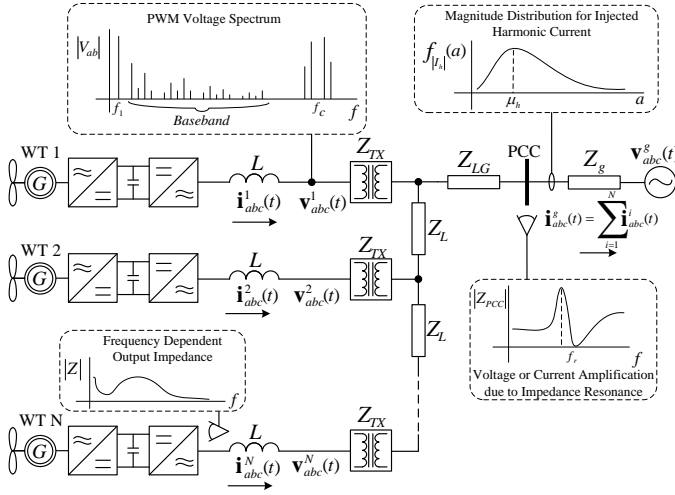 PWM Voltage Spectrum
|V_ab|
f_1
Baseband
f_c
f
Magnitude Distribution for Injected
Harmonic Current
f_{|I_h|}(a)
μ_h
a
WT 1
G
L
i^1_abc(t)
v^1_abc(t)
Z_TX
Z_LG
PCC
Z_g
v^g_abc(t)
i^g_abc(t) = ∑_{i=1}^{N} i^i_abc(t)
Z_L
WT 2
G
L
i^2_abc(t)
v^2_abc(t)
Z_TX
Z_L
|Z_PCC|
f_r
f
Voltage or Current Amplification
due to Impedance Resonance
Frequency Dependent
Output Impedance
|Z|
f
WT N
G
L
i^N_abc(t)
v^N_abc(t)
Z_TX